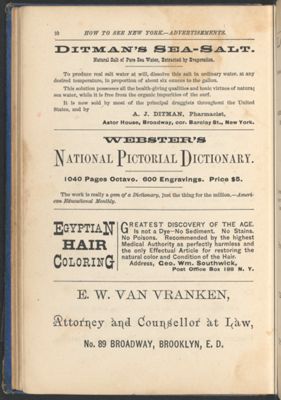 10 HOW TO SEE NEW YORK.—ADVERTISEMENTS.
DITMAN'S SEA-SALT.
Natural Salt of Pure Sea Water, Extracted by Evaporation.
To produce real salt water at will, dissolve this salt in ordinary water, at any
desired temperature, in proportion of about six ounces to the gallon.
This solution possesses all the health-giving qualities and tonic virtues of natural
sea water, while it is free from the organic impurities of the surf.
It is now sold by most of the principal druggists throughout the United
States, and by
A. J. DITMAN, Pharmacist,
Astor House, Broadway, cor. Barclay St., New York.
WEBSTER'S
NATIONAL PICTORIAL DICTIONARY.
1040 Pages Octavo. 600 Engravings. Price $5.
The work is really a gem of a Dictionary, just the thing for the million.—Ameri-
can Educational Monthly.
EGYPTIAN
HAIR
COLORING
GREATEST DISCOVERY OF THE AGE.
Is not a Dye—No Sediment. No Stains.
No Poisons. Recommended by the highest
Medical Authority as perfectly harmless and
the only Effectual Article for restoring the
natural color and Condition of the Hair.
Address, Geo. Wm. Southwick,
Post Office Box 198 N. Y.
E. W. VAN VRANKEN,
Attorney and Counsellor at Law,
No. 89 BROADWAY, BROOKLYN, E. D.